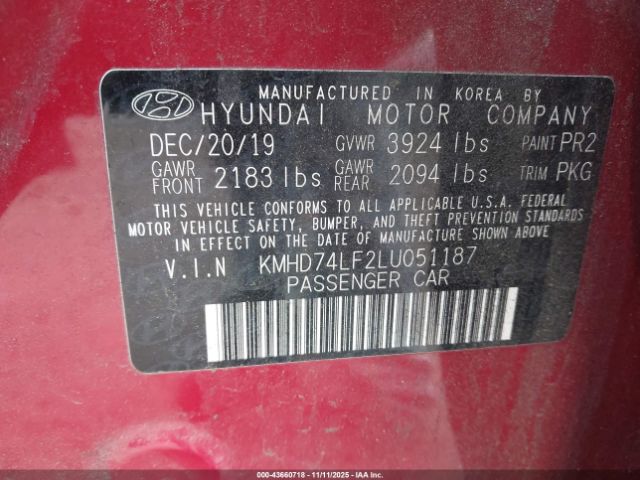 MANUFACTURED IN KOREA BY
HYUNDAI MOTOR COMPANY
DEC/20/19 GVWR 3924 lbs PAINT PR2
GAWR FRONT 2183 lbs GAWR REAR 2094 lbs TRIM PKG
THIS VEHICLE CONFORMS TO ALL APPLICABLE U.S.A. FEDERAL
MOTOR VEHICLE SAFETY, BUMPER, AND THEFT PREVENTION STANDARDS
IN EFFECT ON THE DATE OF MANUFACTURE SHOWN ABOVE.
V.I.N KMHD74LF2LU051187
PASSENGER CAR
000-43660718 - 11/11/2025 - IAAI.COM